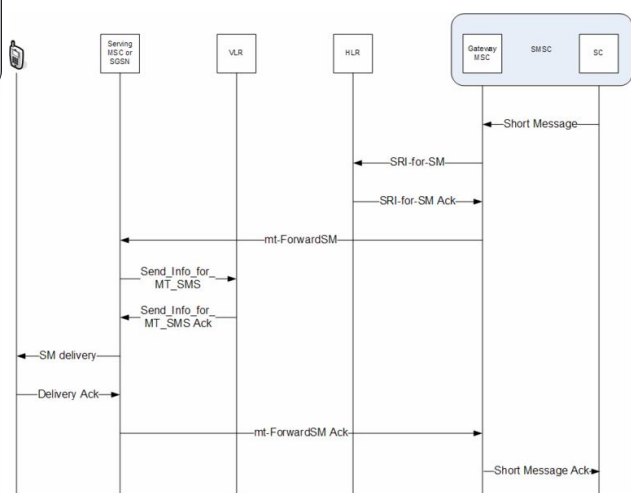 Serving
MSC or
SGSN
VLR
HLR
Gateway
MSC
SMSC
SC
Short Message
SRI-for-SM
SRI-for-SM Ack
mt-ForwardSM
Send_Info_for_
MT_SMS
Send_Info_for_
MT_SMS Ack
SM delivery
Delivery Ack
mt-ForwardSM Ack
Short Message Ack